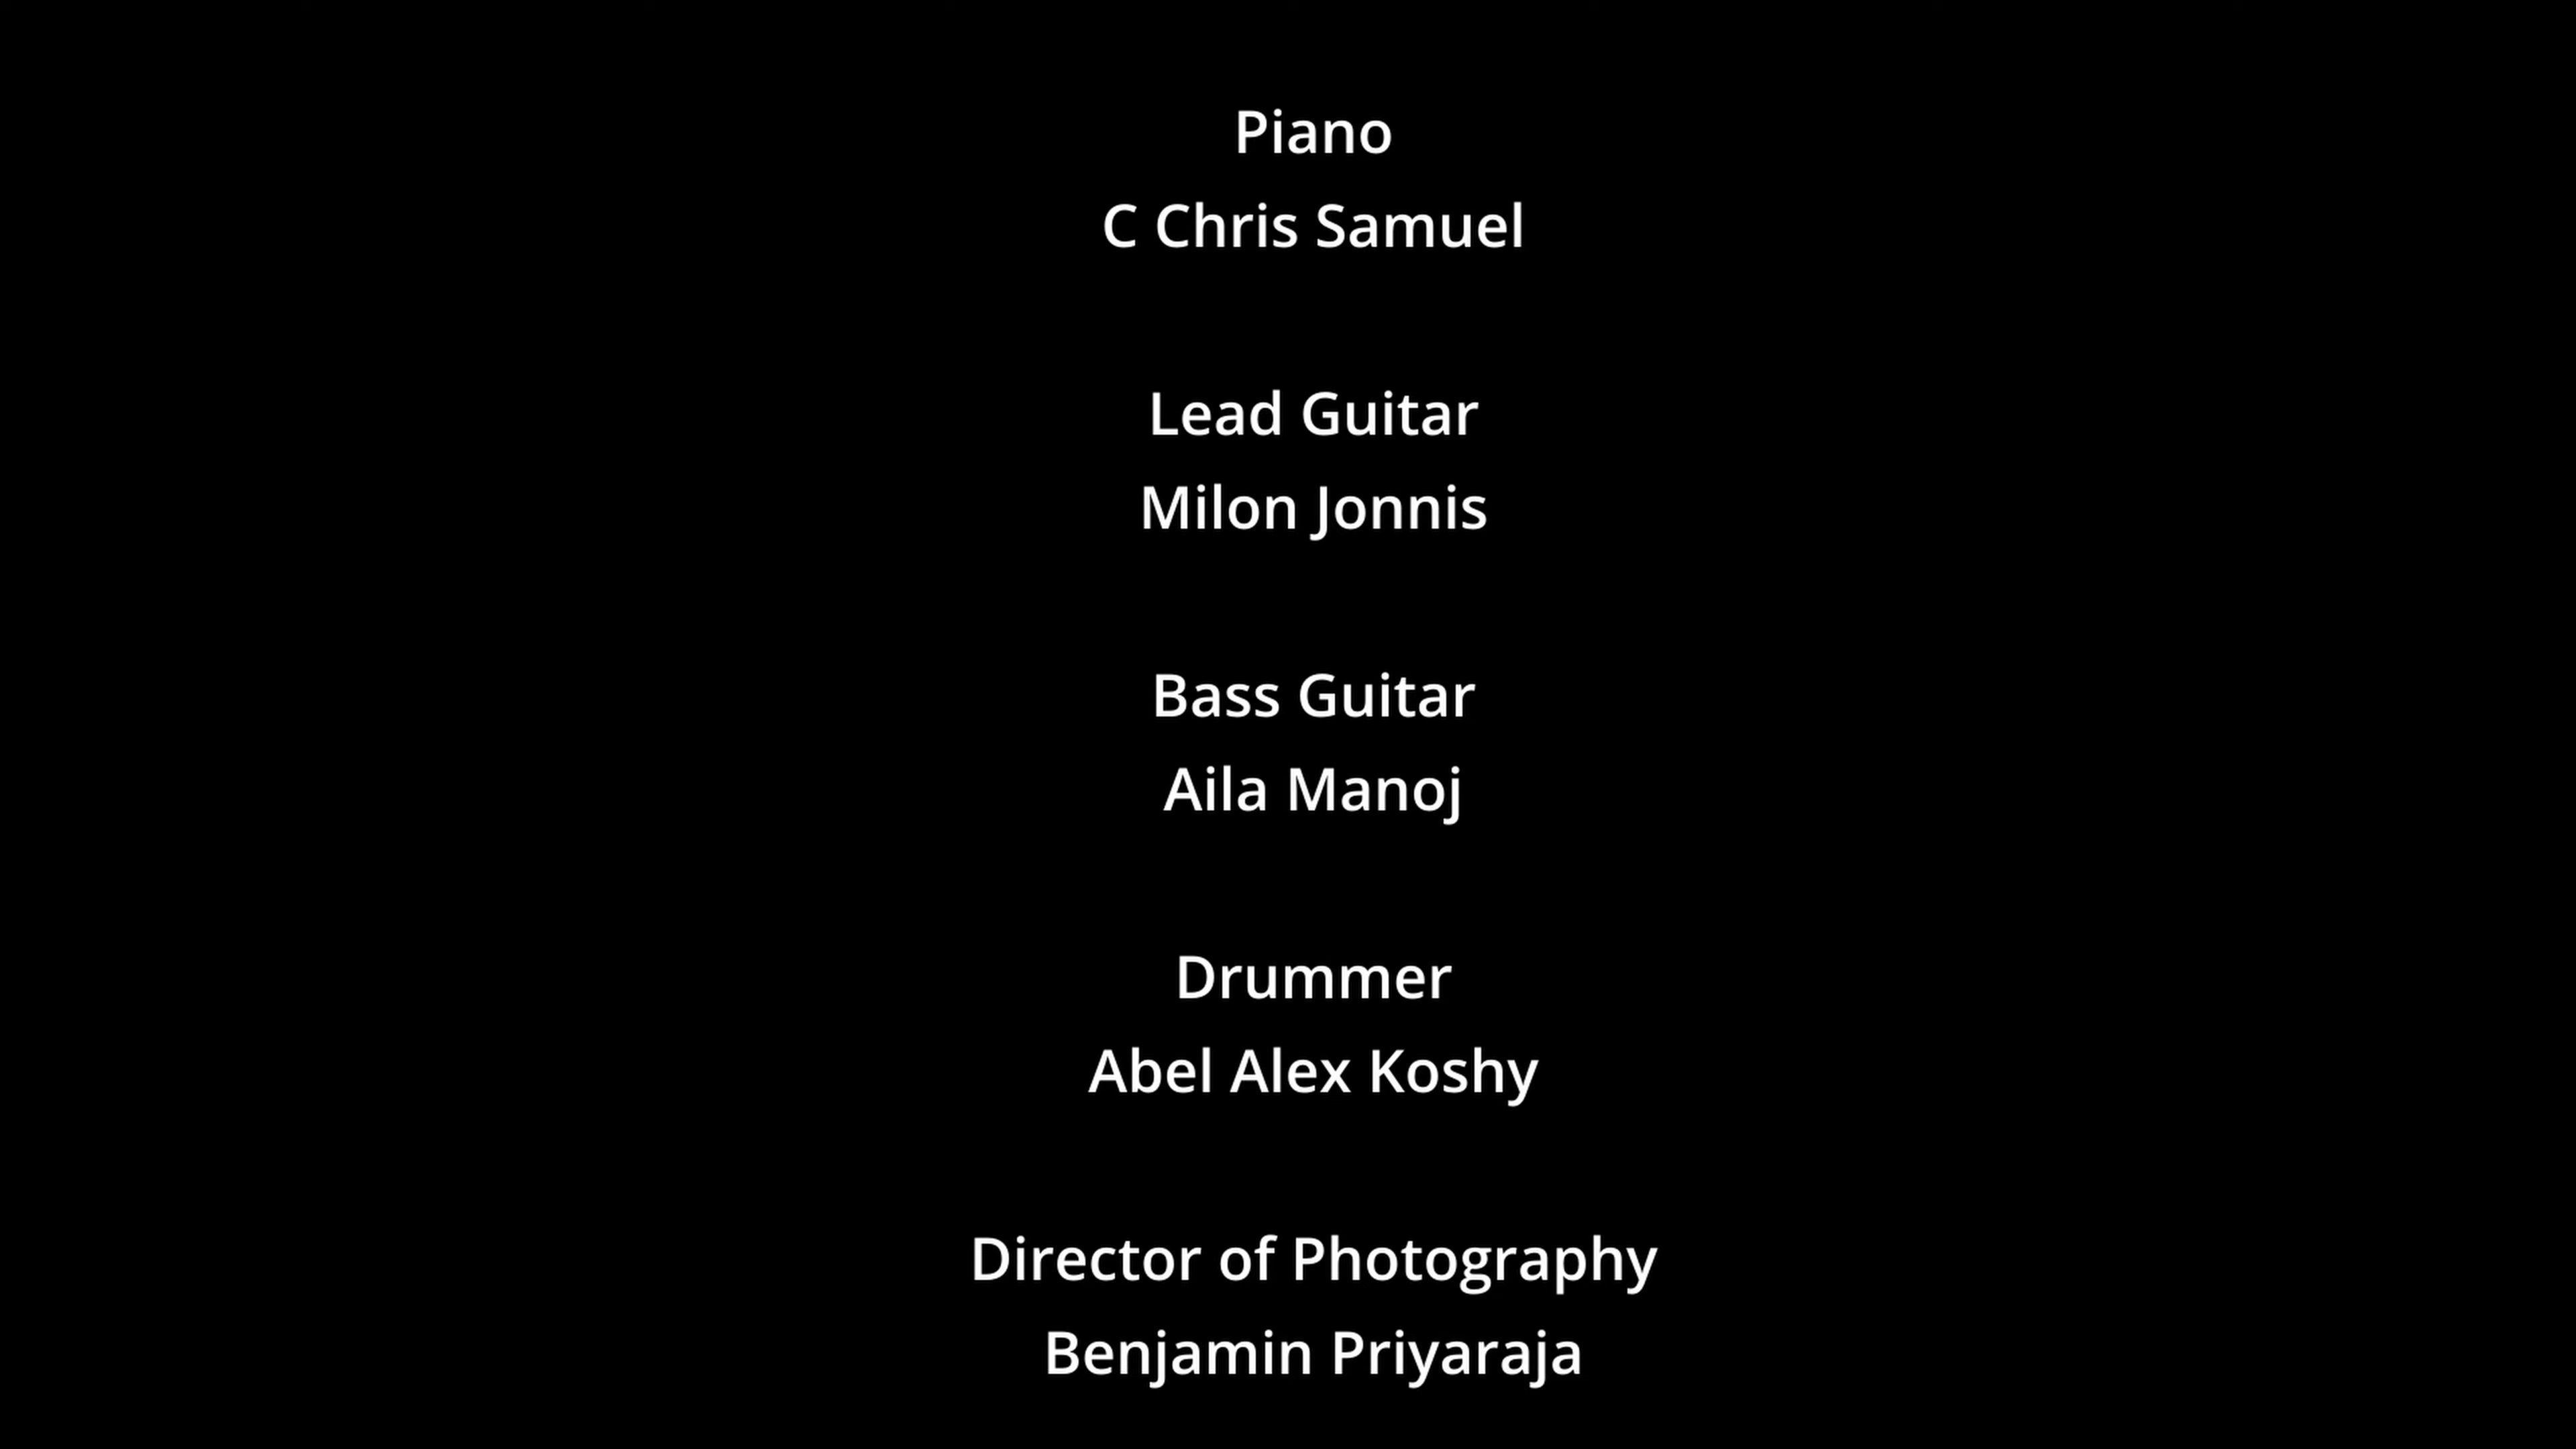 Piano
C Chris Samuel
Lead Guitar
Milon Jonnis
Bass Guitar
Aila Manoj
Drummer
Abel Alex Koshy
Director of Photography
Benjamin Priyaraja